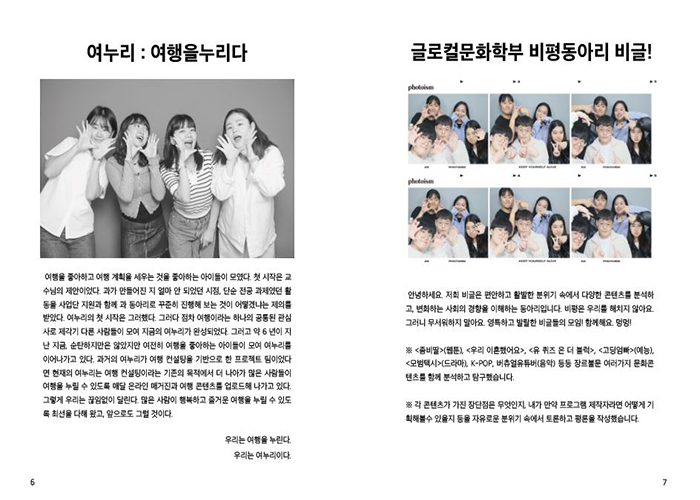 여누리 : 여행을누리다
여행을 좋아하고 여행 계획을 세우는 것을 좋아하는 아이들이 모였다. 첫 시작은 교
수님의 제안이었다. 과가 만들어진 지 얼마 안 되었던 시점, 단순 전공 과제였던 활
동을 사업단 지원과 함께 과 동아리로 꾸준히 진행해 보는 것이 어떻겠냐는 제의를
받았다. 여누리의 첫 시작은 그러했다. 그러다 점차 여행이라는 하나의 공통된 관심
사로 제각기 다른 사람들이 모여 지금의 여누리가 완성되었다. 그러고 약 6 년이 지
난 지금, 순탄하지만은 않았지만 여전히 여행을 좋아하는 아이들이 모여 여누리를
이어나가고 있다. 과거의 여누리가 여행 컨설팅을 기반으로 한 프로젝트 팀이었다
면 현재의 여누리는 여행 컨설팅이라는 기존의 목적에서 더 나아가 많은 사람들이
여행을 누릴 수 있도록 매달 온라인 매거진과 여행 콘텐츠를 업로드해 나가고 있다.
그렇게 우리는 끊임없이 달린다. 많은 사람이 행복하고 즐거운 여행을 누릴 수 있도
록 최선을 다해 왔고, 앞으로도 그럴 것이다.
우리는 여행을 누린다.
우리는 여누리이다.
6
글로컬문화학부 비평동아리 비글!
photoism
photoism
안녕하세요. 저희 비글은 편안하고 활발한 분위기 속에서 다양한 콘텐츠를 분석하
고, 변화하는 사회의 경향을 이해하는 동아리입니다. 비평은 우리를 해치지 않아요.
그러니 무서워하지 말아요. 영특하고 발랄한 비글들의 모임! 함께해요. 멍멍!
※ <좀비딸>(웹툰), <우리 이혼했어요>, <유 퀴즈 온 더 블럭>, <고딩엄빠>(예능),
<모범택시>(드라마), K-POP, 버츄얼유튜버(음악) 등등 장르불문 여러가지 문화콘
텐츠를 함께 분석하고 탐구했습니다.
※ 각 콘텐츠가 가진 장단점은 무엇인지, 내가 만약 프로그램 제작자라면 어떻게 기
획해볼수 있을지 등을 자유로운 분위기 속에서 토론하고 평론을 작성했습니다.
7